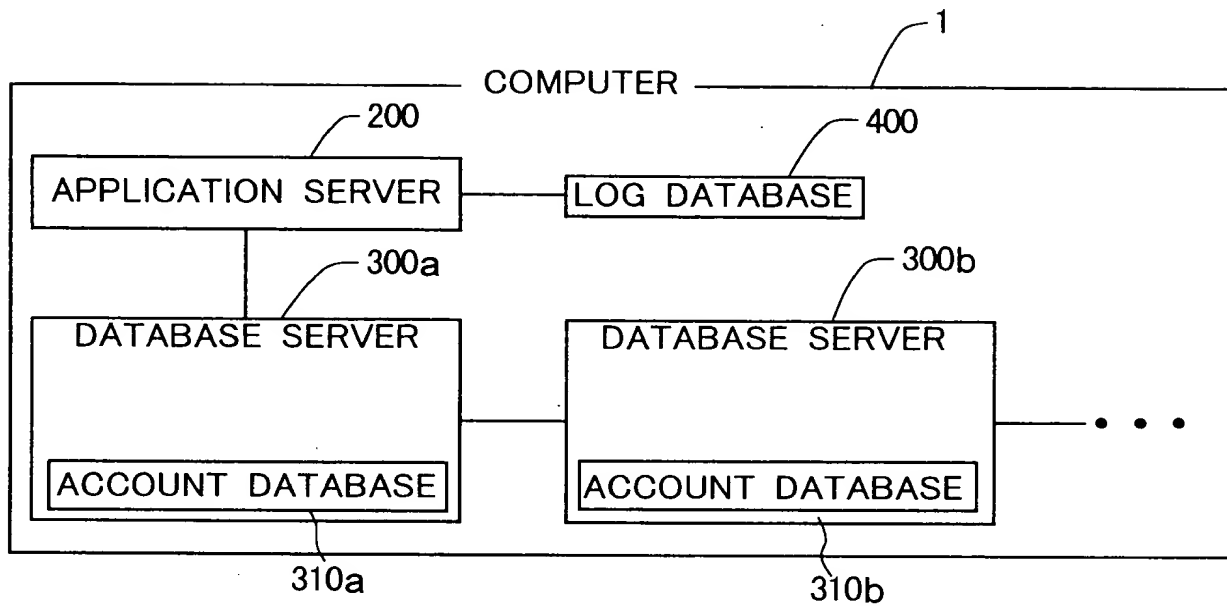 1
COMPUTER
200
400
APPLICATION SERVER
LOG DATABASE
300a
300b
DATABASE SERVER
DATABASE SERVER
ACCOUNT DATABASE
ACCOUNT DATABASE
310a
310b